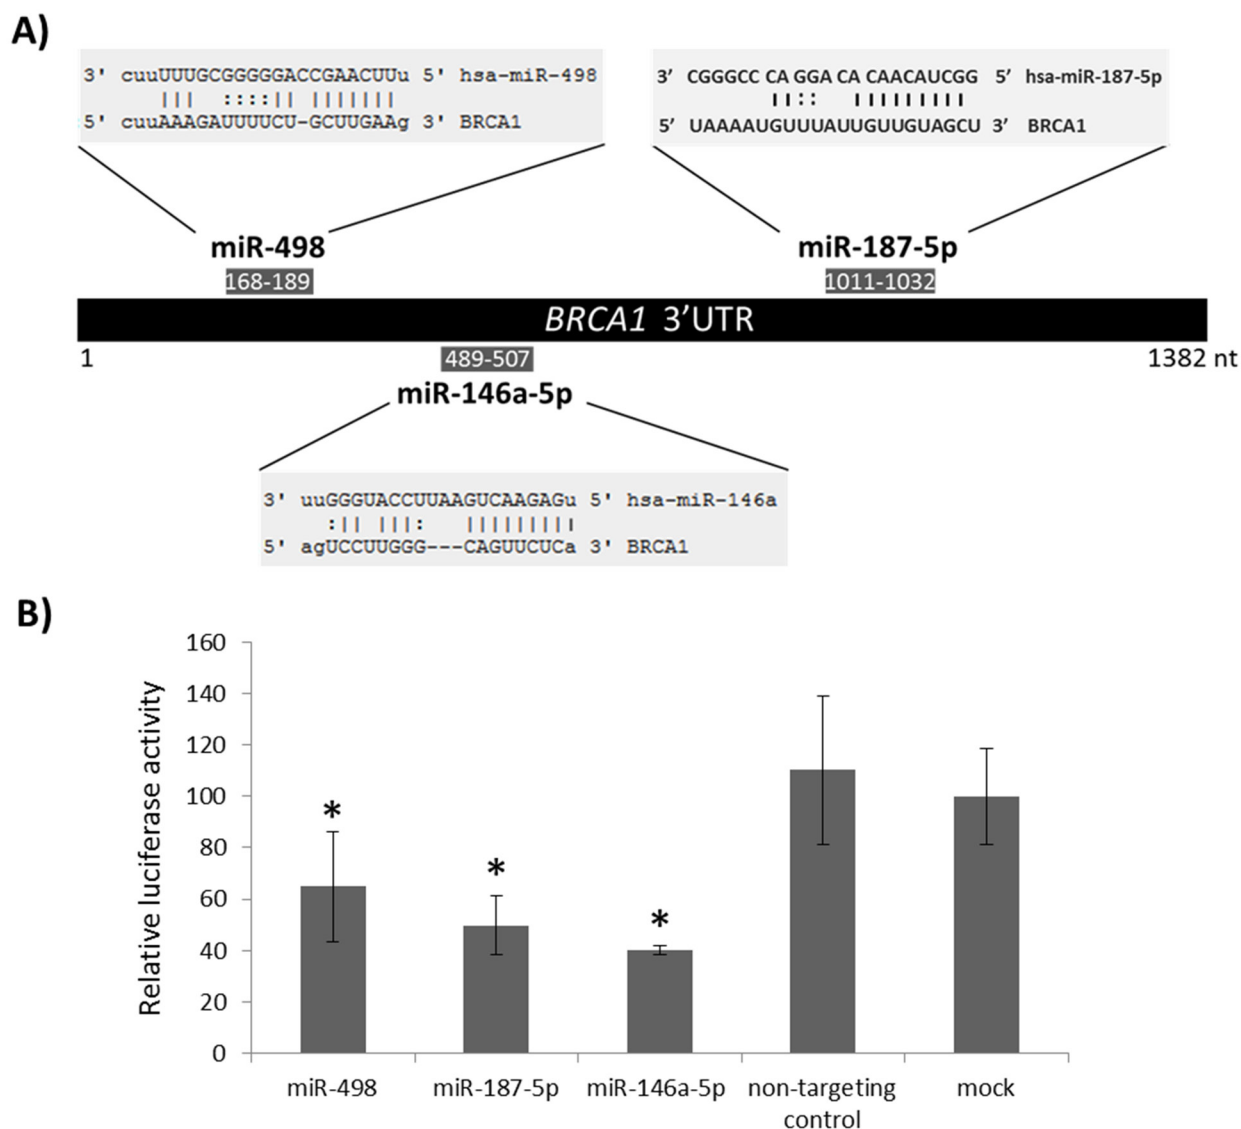 A)
3' cuuUUUGCGGGGGACCGAACUUu 5' hsa-miR-498
||| ::::|| |||||||
5' cuuAAAGAUUUUCU-GCUUGAAg 3' BRCA1
3' CGGGCC CA GGA CA CAACAUCGG 5' hsa-miR-187-5p
||:: |||||||||
5' UAAAAUGUUUAUUGUUGUAGCU 3' BRCA1
miR-498
miR-187-5p
168-189
1011-1032
BRCA1 3'UTR
1
489-507
1382 nt
miR-146a-5p
3' uuGGGUACCUUAAGUCAAGAGu 5' hsa-miR-146a
:|| |||: |||||||||
5' agUCCUUGGG---CAGUUCUCa 3' BRCA1
B)
Relative luciferase activity
160
140
120
100
80
60
40
20
0
*
*
*
miR-498
miR-187-5p
miR-146a-5p
non-targeting
control
mock